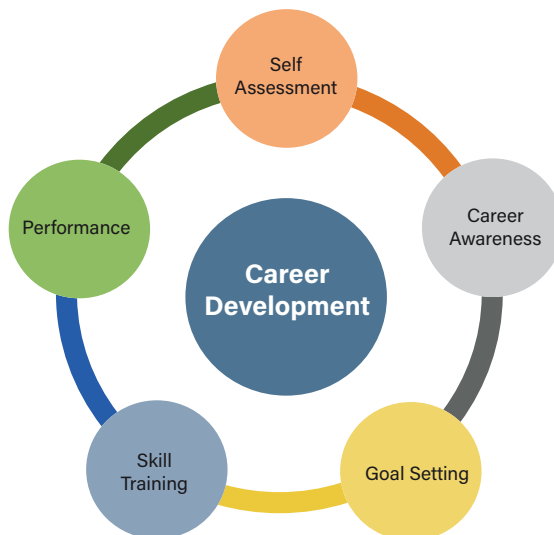 Self
Assessment
Career
Awareness
Goal Setting
Skill
Training
Performance
Career
Development